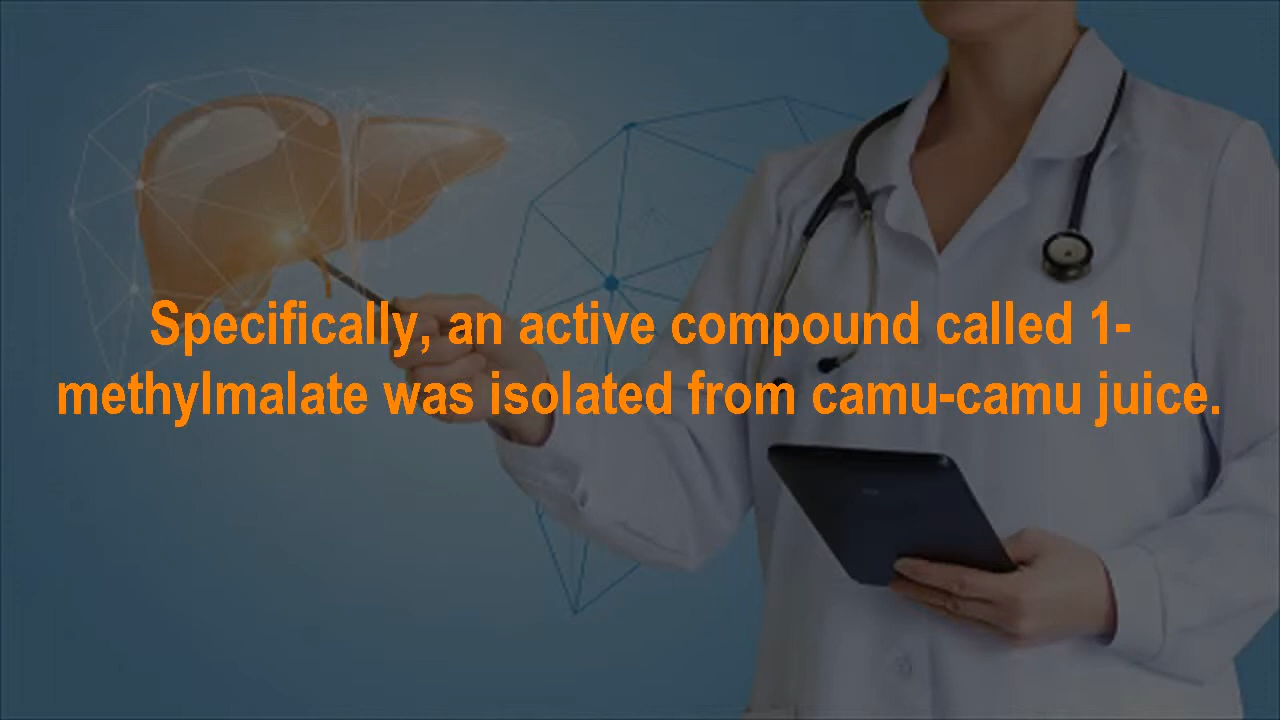 Specifically, an active compound called 1-
methylmalate was isolated from camu-camu juice.